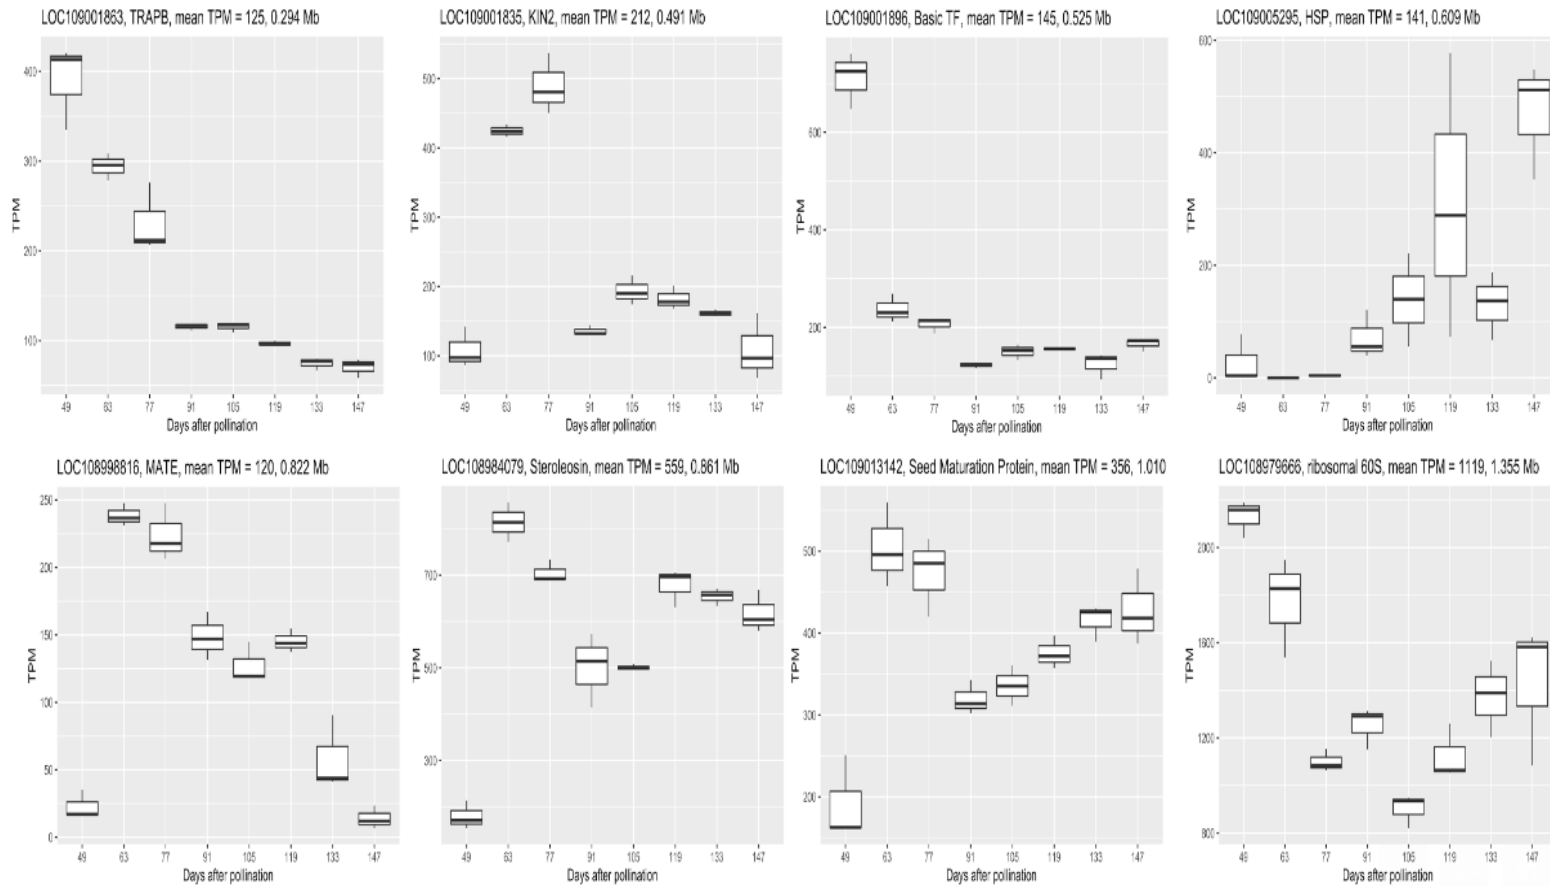 LOC109001863, TRAPB, mean TPM = 125, 0.294 Mb
400
300
200
100
TPM
49 63 77 91 105 119 133 147
Days after pollination
LOC109001835, KIN2, mean TPM = 212, 0.491 Mb
500
400
300
200
100
TPM
49 63 77 91 105 119 133 147
Days after pollination
LOC109001896, Basic TF, mean TPM = 145, 0.525 Mb
600
400
200
TPM
49 63 77 91 105 119 133 147
Days after pollination
LOC109005295, HSP, mean TPM = 141, 0.609 Mb
600
400
200
0
TPM
49 63 77 91 105 119 133 147
Days after pollination
LOC108998816, MATE, mean TPM = 120, 0.822 Mb
250
200
150
100
50
0
TPM
49 63 77 91 105 119 133 147
Days after pollination
LOC108984079, Steroleosin, mean TPM = 559, 0.861 Mb
700
500
300
TPM
49 63 77 91 105 119 133 147
Days after pollination
LOC109013142, Seed Maturation Protein, mean TPM = 356, 1.010
500
400
300
200
TPM
49 63 77 91 105 119 133 147
Days after pollination
LOC108979666, ribosomal 60S, mean TPM = 1119, 1.355 Mb
2000
1600
1200
800
TPM
49 63 77 91 105 119 133 147
Days after pollination